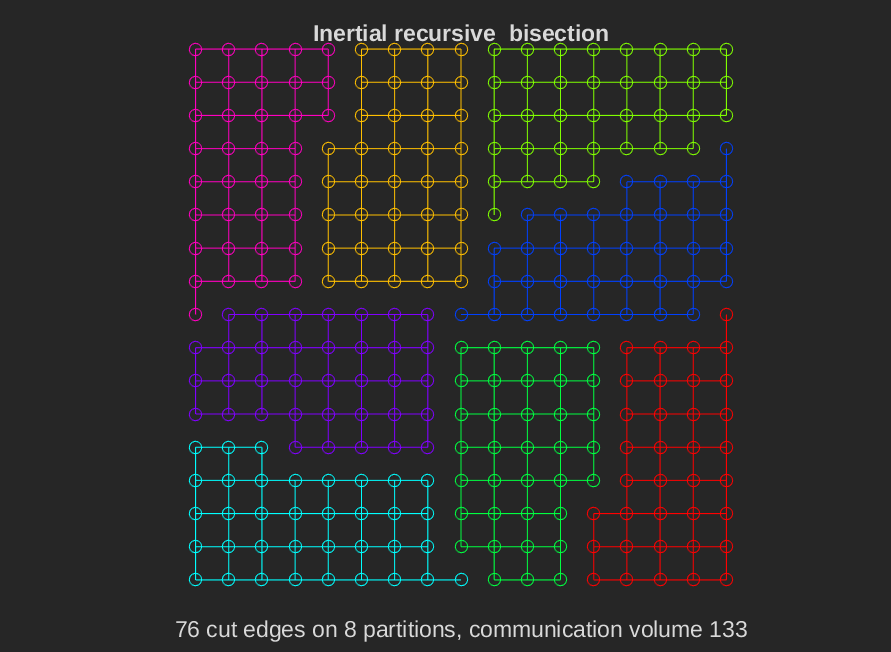 Inertial recursive  bisection
76 cut edges on 8 partitions, communication volume 133